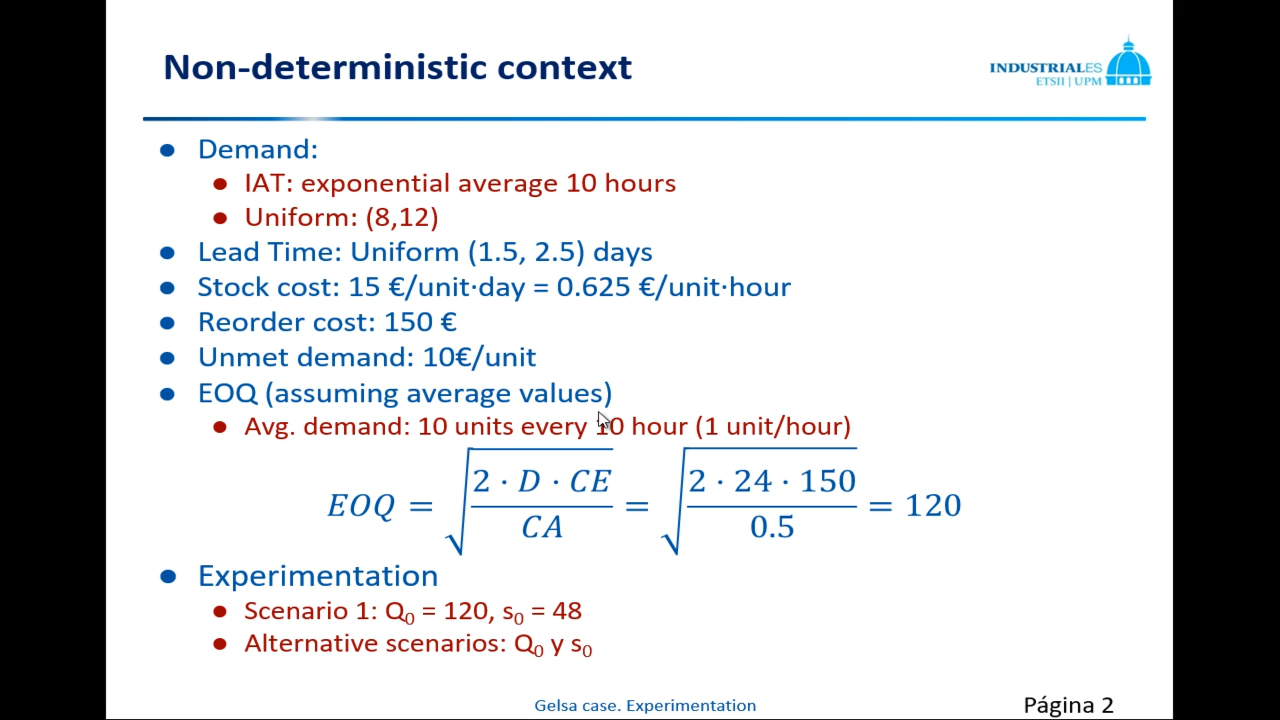 Non-deterministic context
INDUSTRIALES
ETSII | UPM
● Demand:
● IAT: exponential average 10 hours
● Uniform: (8,12)
● Lead Time: Uniform (1.5, 2.5) days
● Stock cost: 15 €/unit·day = 0.625 €/unit·hour
● Reorder cost: 150 €
● Unmet demand: 10€/unit
● EOQ (assuming average values)
● Avg. demand: 10 units every 10 hour (1 unit/hour)
EOQ = √(2 · D · CE / CA) = √(2 · 24 · 150 / 0.5) = 120
● Experimentation
● Scenario 1: Q₀ = 120, s₀ = 48
● Alternative scenarios: Q₀ y s₀
Gelsa case. Experimentation
Página 2